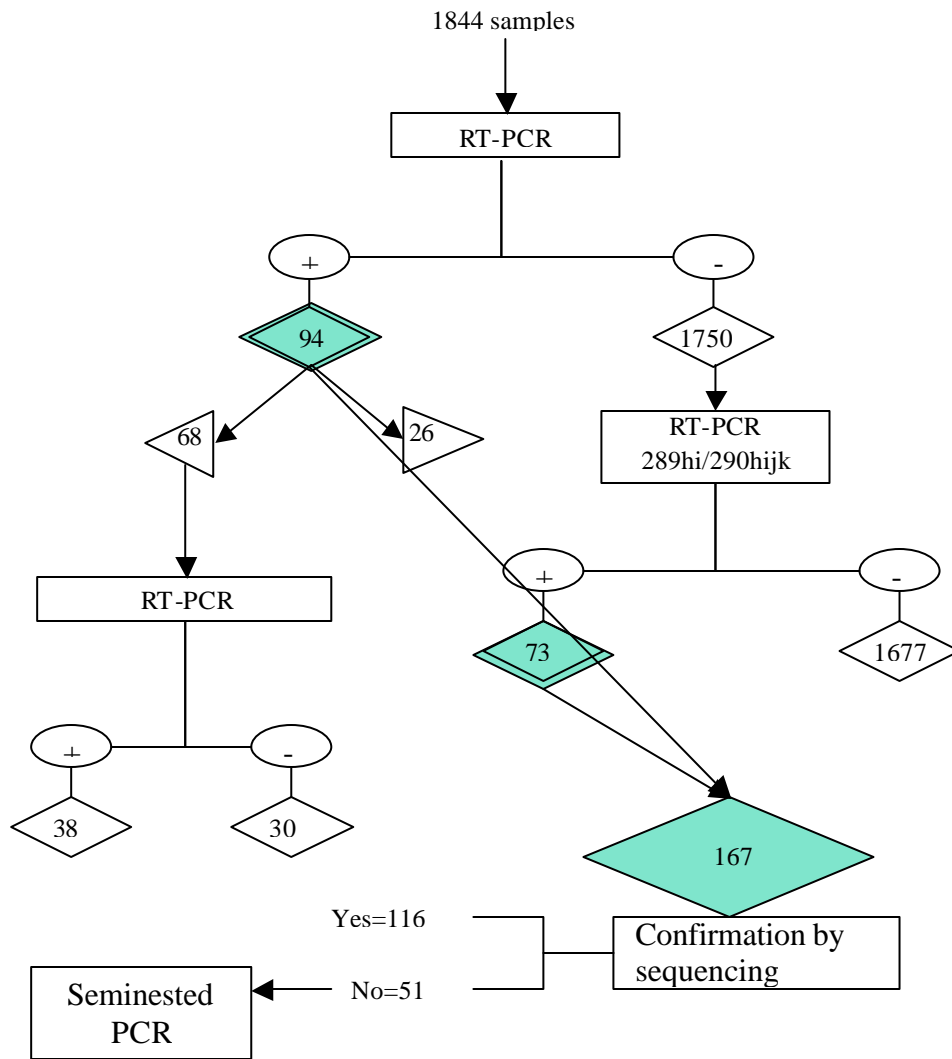 1844 samples
RT-PCR
+
-
94
1750
68
26
RT-PCR
289hi/290hijk
+
-
RT-PCR
73
1677
+
-
38
30
167
Yes=116
Confirmation by
sequencing
No=51
Seminested
PCR